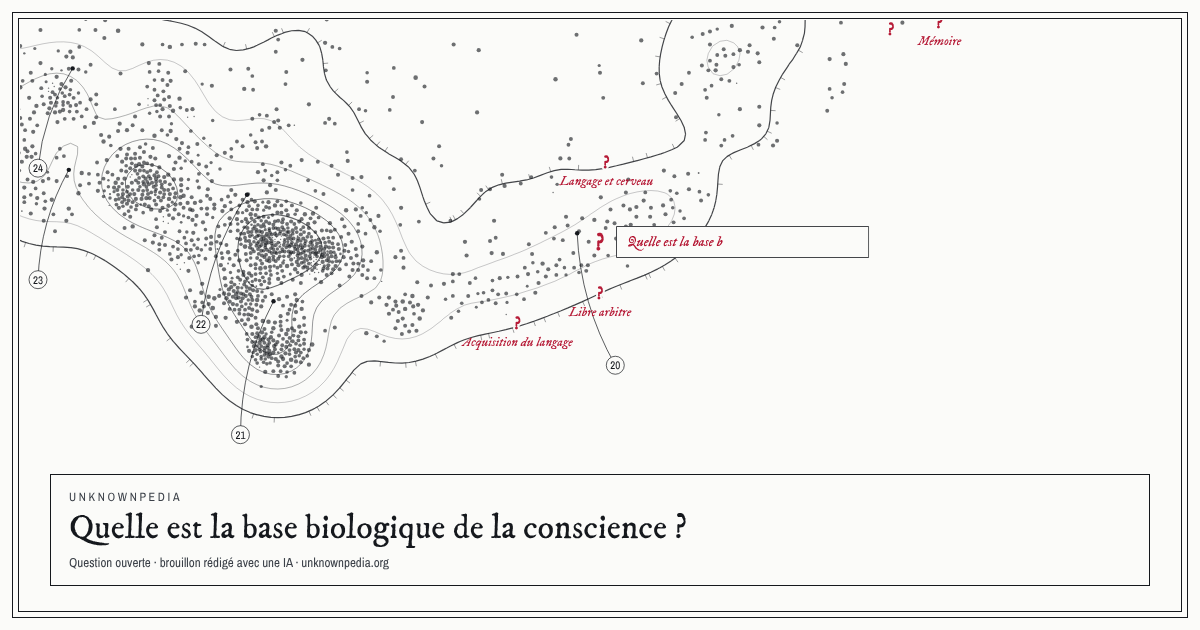 ?
?
Mémoire
?
24
Langage et cerveau
? Quelle est la base b
23
?
Libre arbitre
22
?
Acquisition du langage
20
21
UNKNOWNPEDIA
Quelle est la base biologique de la conscience ?
Question ouverte · brouillon rédigé avec une IA · unknownpedia.org